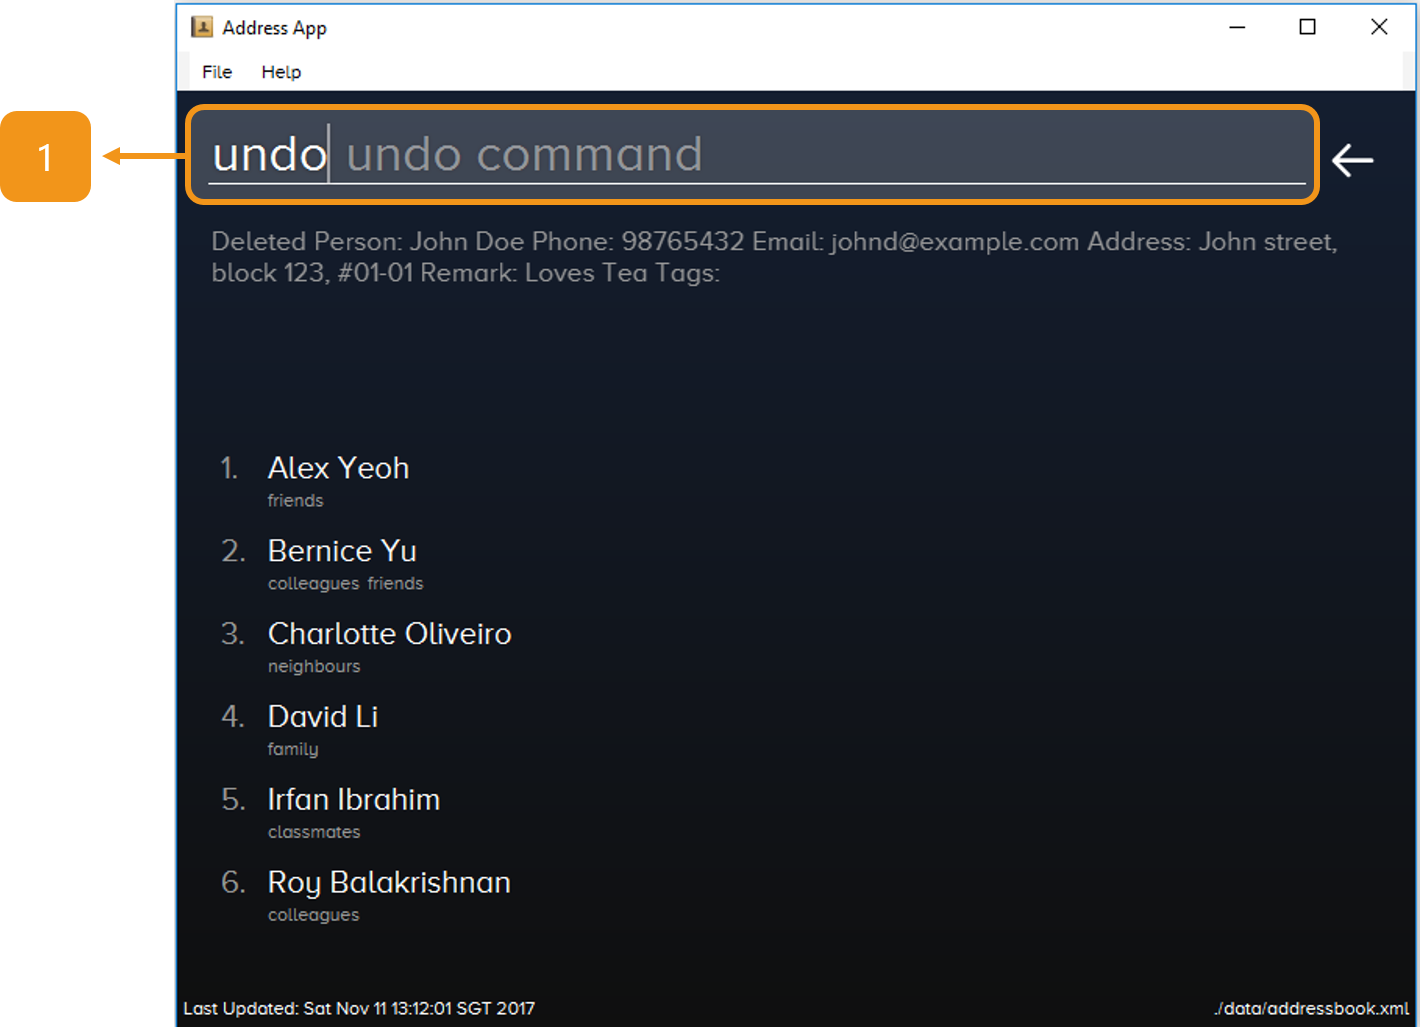 Address App
File Help
1
undo undo command
Deleted Person: John Doe Phone: 98765432 Email: johnd@example.com Address: John street,
block 123, #01-01 Remark: Loves Tea Tags:
1. Alex Yeoh
friends
2. Bernice Yu
colleagues friends
3. Charlotte Oliveiro
neighbours
4. David Li
family
5. Irfan Ibrahim
classmates
6. Roy Balakrishnan
colleagues
Last Updated: Sat Nov 11 13:12:01 SGT 2017 ./data/addressbook.xml